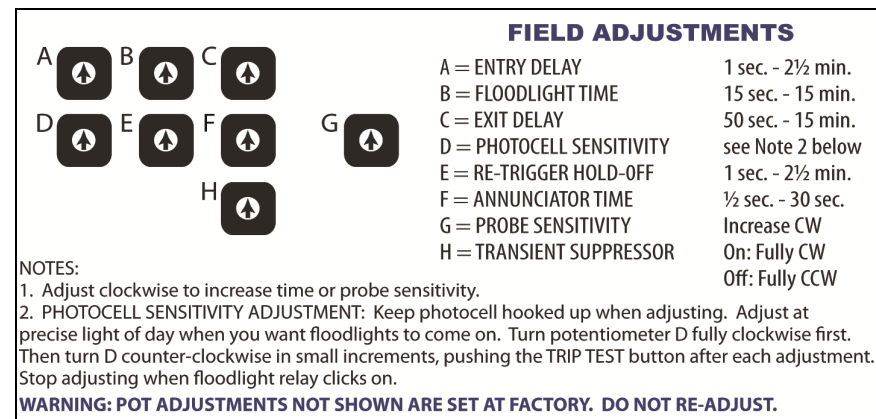 FIELD ADJUSTMENTS
A B C
D E F G
H
A = ENTRY DELAY 1 sec. - 2½ min.
B = FLOODLIGHT TIME 15 sec. - 15 min.
C = EXIT DELAY 50 sec. - 15 min.
D = PHOTOCELL SENSITIVITY see Note 2 below
E = RE-TRIGGER HOLD-0FF 1 sec. - 2½ min.
F = ANNUNCIATOR TIME ½ sec. - 30 sec.
G = PROBE SENSITIVITY Increase CW
H = TRANSIENT SUPPRESSOR On: Fully CW
Off: Fully CCW
NOTES:
1. Adjust clockwise to increase time or probe sensitivity.
2. PHOTOCELL SENSITIVITY ADJUSTMENT: Keep photocell hooked up when adjusting. Adjust at
precise light of day when you want floodlights to come on. Turn potentiometer D fully clockwise first.
Then turn D counter-clockwise in small increments, pushing the TRIP TEST button after each adjustment.
Stop adjusting when floodlight relay clicks on.
WARNING: POT ADJUSTMENTS NOT SHOWN ARE SET AT FACTORY. DO NOT RE-ADJUST.